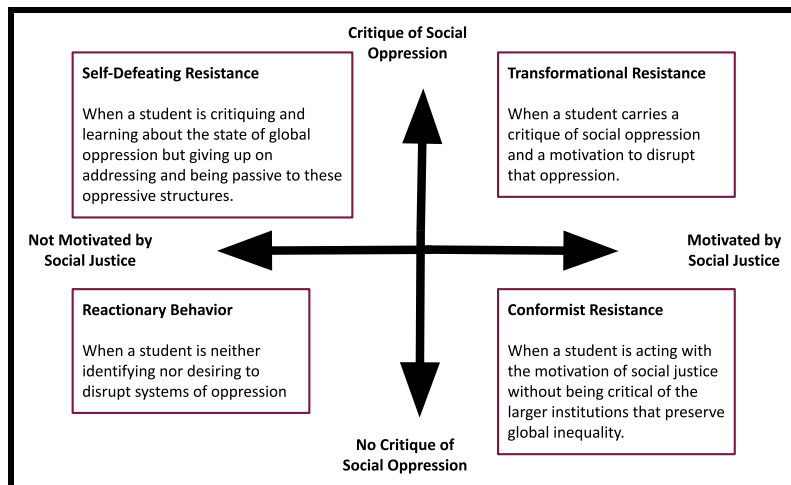 Critique of Social
Oppression
Self-Defeating Resistance
When a student is critiquing and
learning about the state of global
oppression but giving up on
addressing and being passive to these
oppressive structures.
Transformational Resistance
When a student carries a
critique of social oppression
and a motivation to disrupt
that oppression.
Not Motivated by
Social Justice
Motivated by
Social Justice
Reactionary Behavior
When a student is neither
identifying nor desiring to
disrupt systems of oppression
Conformist Resistance
When a student is acting with
the motivation of social justice
without being critical of the
larger institutions that preserve
global inequality.
No Critique of
Social Oppression